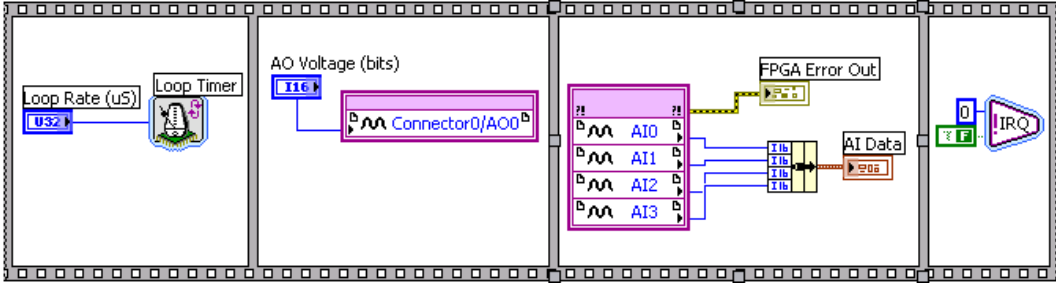 Loop Rate (uS)
U32
Loop Timer
AO Voltage (bits)
I16
Connector0/AO0
?! ?!
AI0
AI1
AI2
AI3
FPGA Error Out
I16
I16
I16
I16
AI Data
0
F
!IRQ